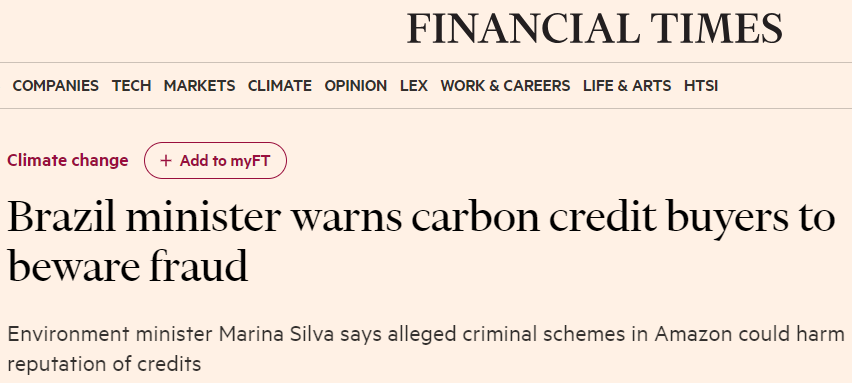 FINANCIAL TIMES
COMPANIES TECH MARKETS CLIMATE OPINION LEX WORK & CAREERS LIFE & ARTS HTSI
Climate change + Add to myFT
Brazil minister warns carbon credit buyers to
beware fraud
Environment minister Marina Silva says alleged criminal schemes in Amazon could harm
reputation of credits